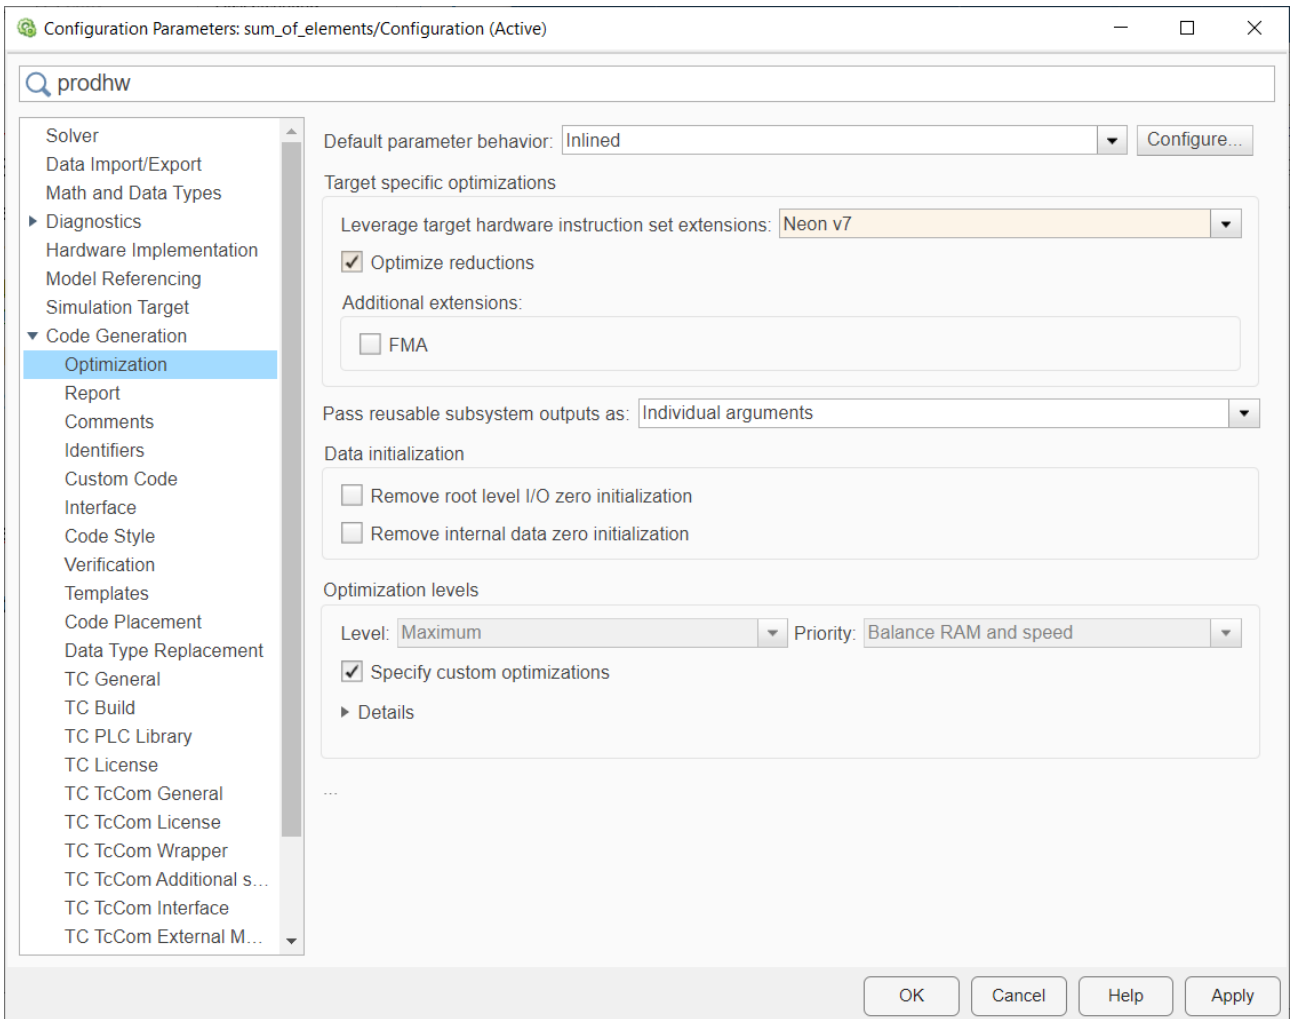 Configuration Parameters: sum_of_elements/Configuration (Active)
prodhw
Solver
Data Import/Export
Math and Data Types
Diagnostics
Hardware Implementation
Model Referencing
Simulation Target
Code Generation
Optimization
Report
Comments
Identifiers
Custom Code
Interface
Code Style
Verification
Templates
Code Placement
Data Type Replacement
TC General
TC Build
TC PLC Library
TC License
TC TcCom General
TC TcCom License
TC TcCom Wrapper
TC TcCom Additional s...
TC TcCom Interface
TC TcCom External M...
Default parameter behavior: Inlined Configure...
Target specific optimizations
Leverage target hardware instruction set extensions: Neon v7
Optimize reductions
Additional extensions:
FMA
Pass reusable subsystem outputs as: Individual arguments
Data initialization
Remove root level I/O zero initialization
Remove internal data zero initialization
Optimization levels
Level: Maximum Priority: Balance RAM and speed
Specify custom optimizations
Details
...
OK Cancel Help Apply